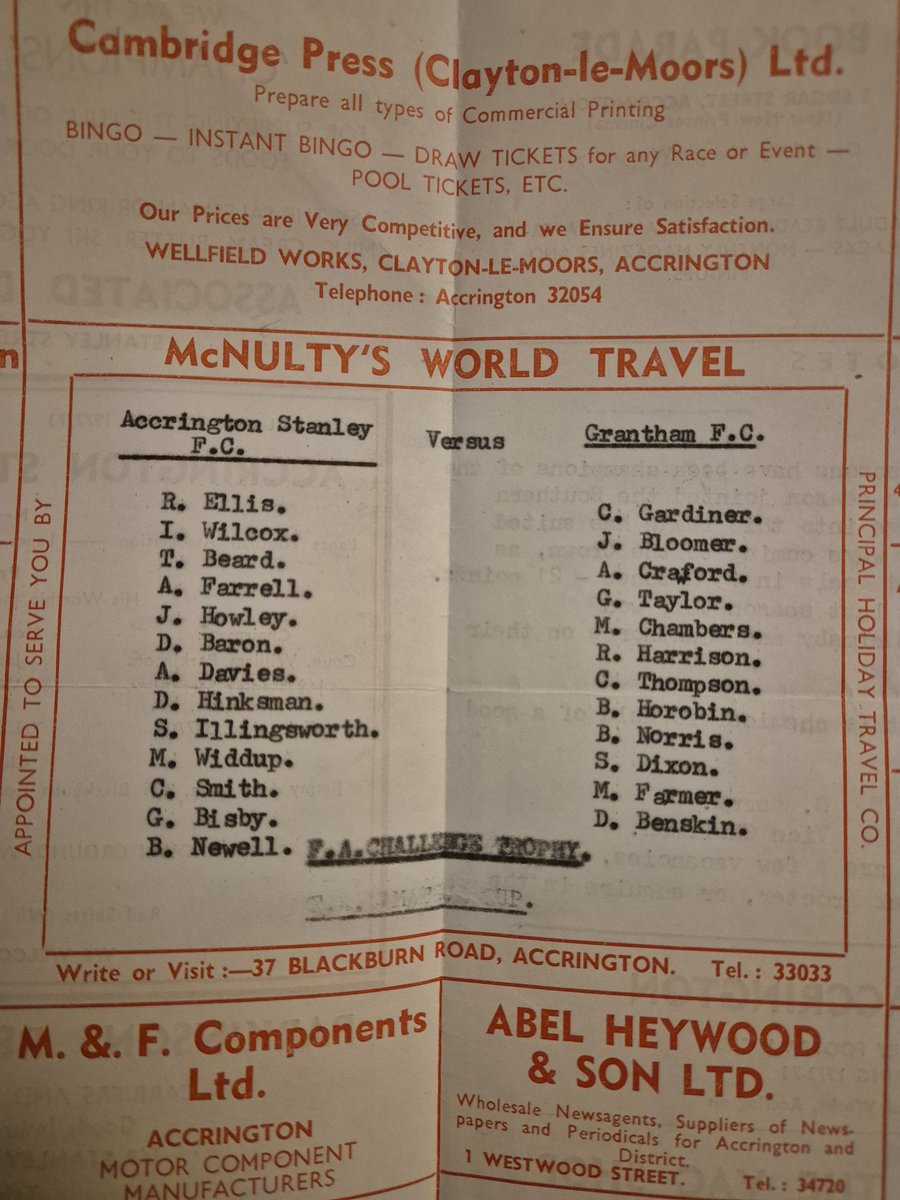 Cambridge Press (Clayton-le-Moors) Ltd.
Prepare all types of Commercial Printing
BINGO — INSTANT BINGO — DRAW TICKETS for any Race or Event —
POOL TICKETS, ETC.
Our Prices are Very Competitive, and we Ensure Satisfaction.
WELLFIELD WORKS, CLAYTON-LE-MOORS, ACCRINGTON
Telephone : Accrington 32054
McNULTY'S WORLD TRAVEL
APPOINTED TO SERVE YOU BY
Accrington Stanley
F.C.
Versus
Grantham F.C.
R. Ellis.
I. Wilcox.
T. Beard.
A. Farrell.
J. Howley.
D. Baron.
A. Davies.
D. Hinksman.
S. Illingsworth.
M. Widdup.
C. Smith.
G. Bisby.
B. Newell.
C. Gardiner.
J. Bloomer.
A. Craford.
G. Taylor.
M. Chambers.
R. Harrison.
C. Thompson.
B. Horobin.
B. Norris.
S. Dixon.
M. Farmer.
D. Benskin.
F.A.CHALLENGE TROPHY.
PRINCIPAL HOLIDAY TRAVEL CO.
Write or Visit :—37 BLACKBURN ROAD, ACCRINGTON. Tel. : 33033
M. &. F. Components
Ltd.
ACCRINGTON
MOTOR COMPONENT
MANUFACTURERS
ABEL HEYWOOD
& SON LTD.
Wholesale Newsagents, Suppliers of News-
papers and Periodicals for Accrington and
District.
1 WESTWOOD STREET. Tel. : 34720